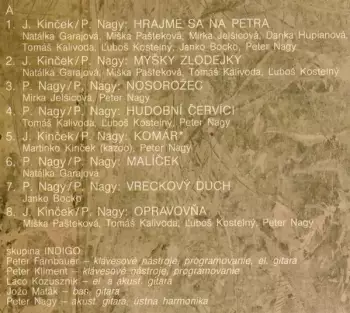 A
1 J. Kinček/P. Nagy: HRAJME SA NA PETRA
Natálka Garajová, Miška Pašteková, Mirka Jelšicová, Danka Hupianová,
Tomáš Kalivoda, Ľuboš Kostelný, Janko Bocko, Peter Nagy
2 J. Kinček/P. Nagy: MYŠKY ZLODEJKY
Natálka Garajová, Miška Pašteková, Tomáš Kalivoda, Ľuboš Kostelný
3 P. Nagy/P. Nagy: NOSOROŽEC
Mirka Jelšicová, Peter Nagy
4 P. Nagy/P. Nagy: HUDOBNÍ ČERVÍCI
Tomáš Kalivoda, Ľuboš Kostelný, Peter Nagy
5 J. Kinček/P. Nagy: KOMÁR*
Martinko Kinček (kazoo), Peter Nagy
6 P. Nagy/P. Nagy: MALÍČEK
Natálka Garajová
7 P. Nagy/P. Nagy: VRECKOVÝ DUCH
Janko Bocko
8 J. Kinček/P. Nagy: OPRAVOVŇA
Miška Pašteková, Tomáš Kalivoda, Ľuboš Kostelný, Peter Nagy
Skupina INDIGO:
Peter Farnbauer – klávesové nástroje, programovanie, el. gitara
Peter Kliment – klávesové nástroje, programovanie
Laco Kozusznik – el. a akust. gitara
Jožo Maťák – bas. gitara
Peter Nagy – akust. gitara, ústna harmonika